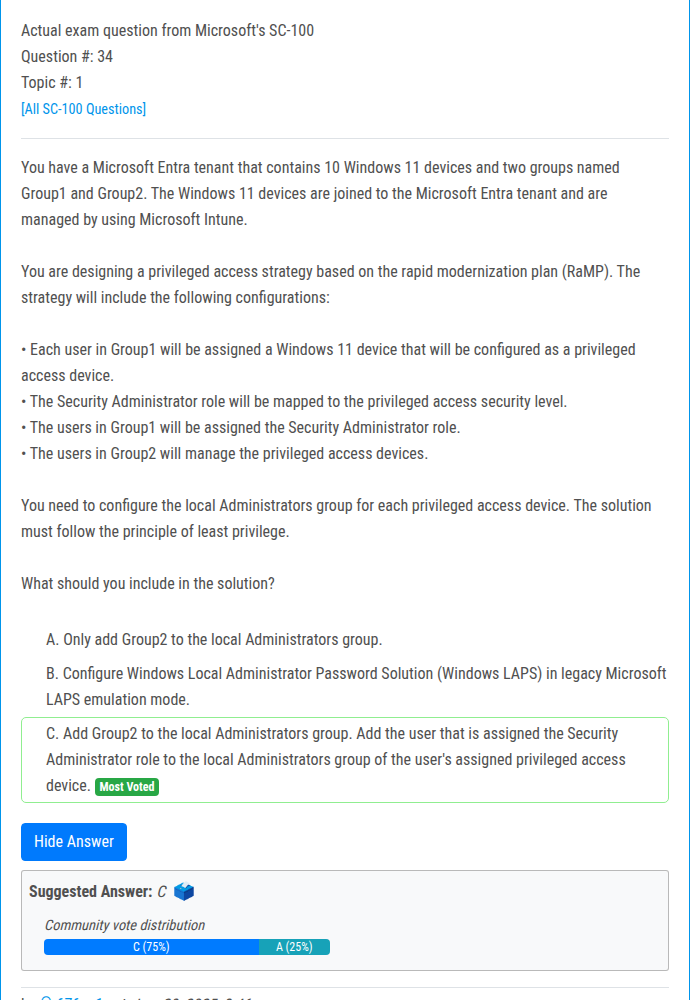 Actual exam question from Microsoft's SC-100
Question #: 34
Topic #: 1
[All SC-100 Questions]
You have a Microsoft Entra tenant that contains 10 Windows 11 devices and two groups named
Group1 and Group2. The Windows 11 devices are joined to the Microsoft Entra tenant and are
managed by using Microsoft Intune.
You are designing a privileged access strategy based on the rapid modernization plan (RaMP). The
strategy will include the following configurations:
• Each user in Group1 will be assigned a Windows 11 device that will be configured as a privileged
access device.
• The Security Administrator role will be mapped to the privileged access security level.
• The users in Group1 will be assigned the Security Administrator role.
• The users in Group2 will manage the privileged access devices.
You need to configure the local Administrators group for each privileged access device. The solution
must follow the principle of least privilege.
What should you include in the solution?
A. Only add Group2 to the local Administrators group.
B. Configure Windows Local Administrator Password Solution (Windows LAPS) in legacy Microsoft
LAPS emulation mode.
C. Add Group2 to the local Administrators group. Add the user that is assigned the Security
Administrator role to the local Administrators group of the user's assigned privileged access
device. Most Voted
Hide Answer
Suggested Answer: C
Community vote distribution
C (75%) A (25%)